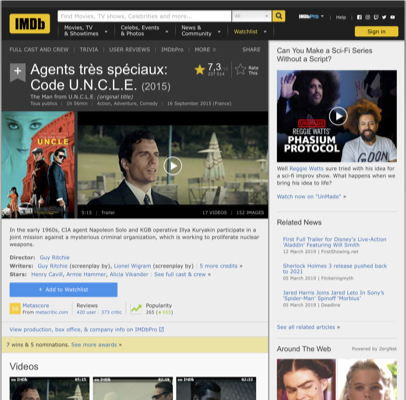 IMDb
Find Movies, TV shows, Celebrities and more...
All
IMDbPro
Help
Movies, TV
& Showtimes
Celebs, Events
& Photos
News &
Community
Watchlist
Sign in
FULL CAST AND CREW | TRIVIA | USER REVIEWS | IMDbPro | MORE
SHARE
Agents très spéciaux:
Code U.N.C.L.E. (2015)
7,3
Rate
This
The Man from U.N.C.L.E. (original title)
Tous publics | 1h 56min | Action, Adventure, Comedy | 16 September 2015 (France)
UNCLE
5:15 | Trailer
17 VIDEOS | 152 IMAGES
In the early 1960s, CIA agent Napoleon Solo and KGB operative Illya Kuryakin participate in a
joint mission against a mysterious criminal organization, which is working to proliferate nuclear
weapons.
Director: Guy Ritchie
Writers: Guy Ritchie (screenplay by), Lionel Wigram (screenplay by) | 5 more credits »
Stars: Henry Cavill, Armie Hammer, Alicia Vikander | See full cast & crew »
+ Add to Watchlist
Metascore
From metacritic.com
Reviews
420 user | 373 critic
Popularity
View production, box office, & company info on IMDbPro
7 wins & 5 nominations. See more awards »
Videos
Can You Make a Sci-Fi Series
Without a Script?
REGGIE WATTS'
PHASIUM
PROTOCOL
Well Reggie Watts sure tried with his idea for
a sci-fi improv show. What happens when we
bring his idea to life?
Watch now on "UnMade" »
Related News
First Full Trailer for Disney's Live-Action
'Aladdin' Featuring Will Smith
12 March 2019 | FirstShowing.net
Sherlock Holmes 3 release pushed back
to 2021
05 March 2019 | Flickeringmyth
Jared Harris Joins Jared Leto In Sony's
'Spider-Man' Spinoff 'Morbius'
05 March 2019 | Deadline
See all related articles »
Around The Web
Powered by ZergNet